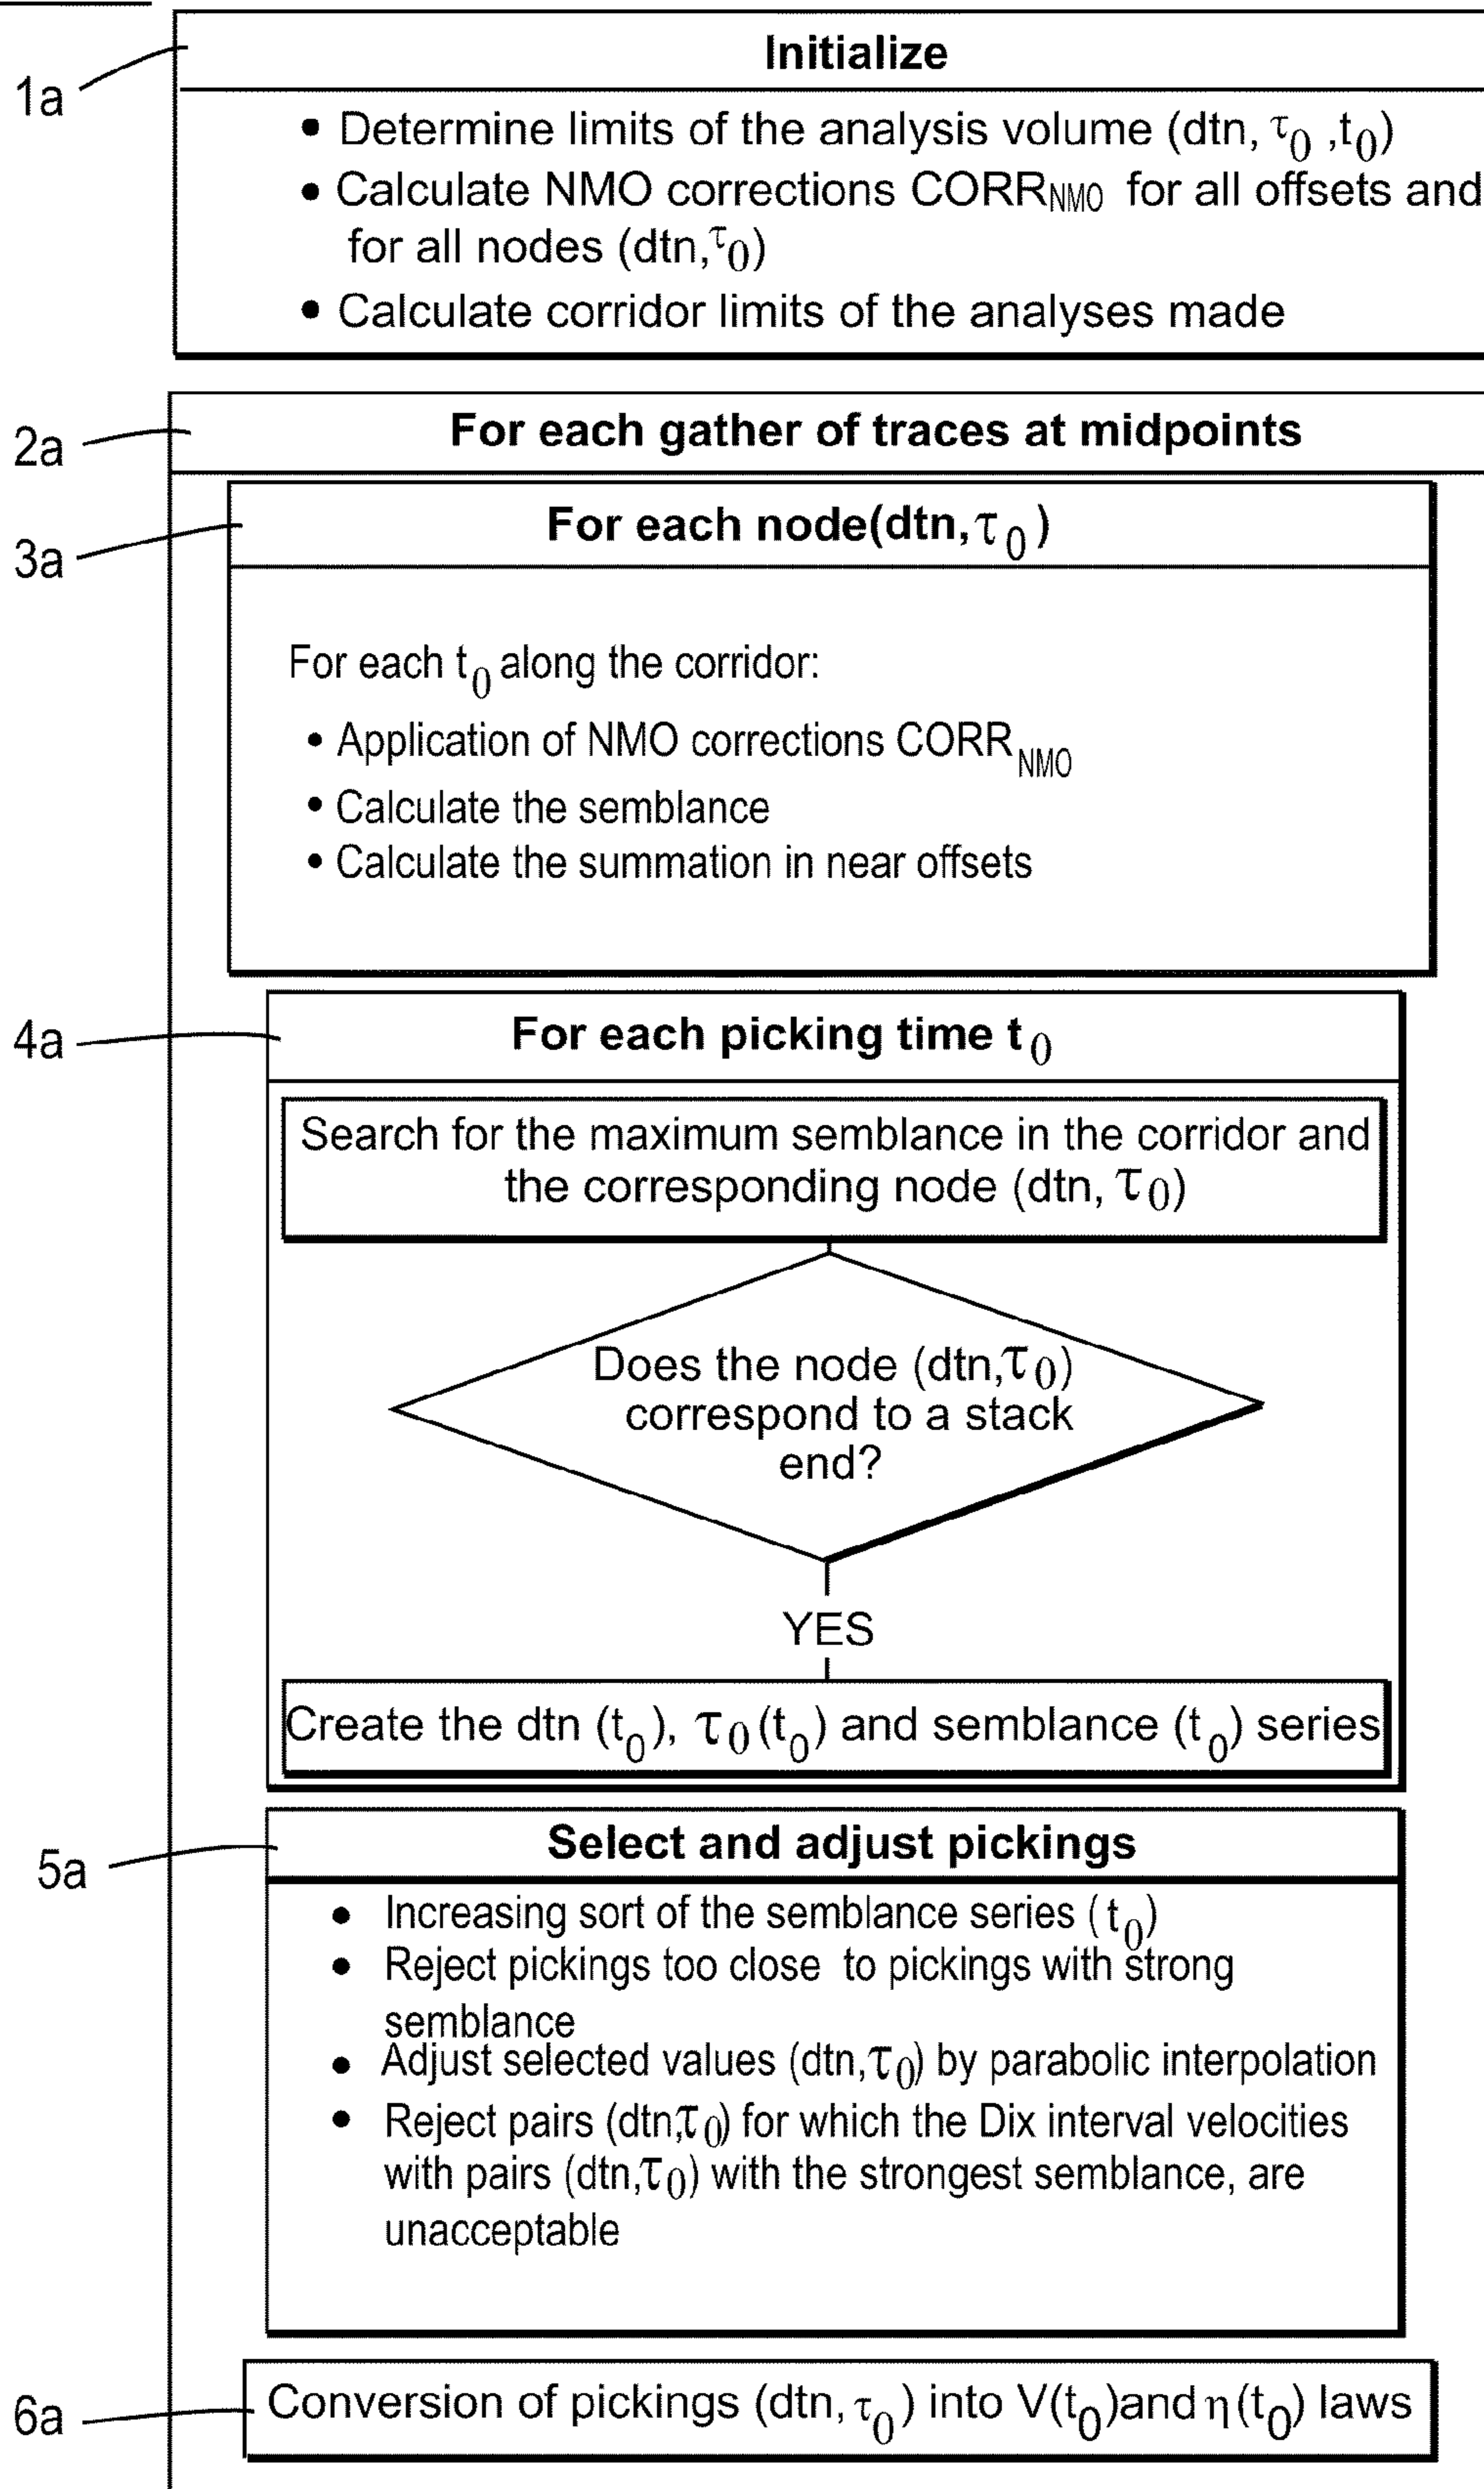 1a
Initialize
• Determine limits of the analysis volume (dtn, τ0 ,t0)
• Calculate NMO corrections CORRNMO for all offsets and
for all nodes (dtn,τ0)
• Calculate corridor limits of the analyses made
2a
For each gather of traces at midpoints
3a
For each node(dtn,τ0)
For each t0 along the corridor:
• Application of NMO corrections CORRNMO
• Calculate the semblance
• Calculate the summation in near offsets
4a
For each picking time t0
Search for the maximum semblance in the corridor and
the corresponding node (dtn, τ0)
Does the node (dtn,τ0)
correspond to a stack
end?
YES
Create the dtn (t0), τ0(t0) and semblance (t0) series
5a
Select and adjust pickings
• Increasing sort of the semblance series (t0)
• Reject pickings too close to pickings with strong
semblance
• Adjust selected values (dtn,τ0) by parabolic interpolation
• Reject pairs (dtn,τ0) for which the Dix interval velocities
with pairs (dtn,τ0) with the strongest semblance, are
unacceptable
6a
Conversion of pickings (dtn, τ0) into V(t0)and η(t0) laws